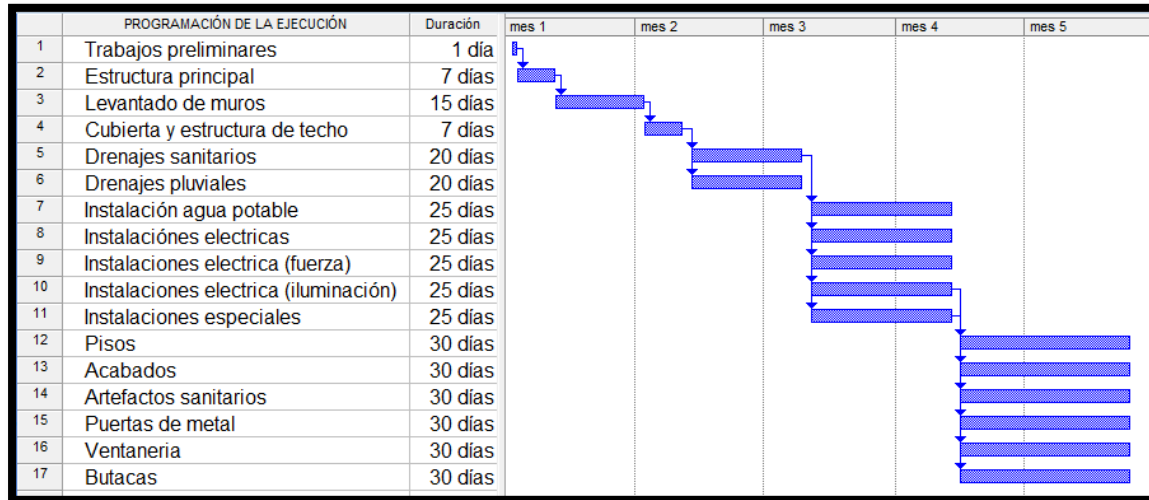 PROGRAMACIÓN DE LA EJECUCIÓN Duración mes 1 mes 2 mes 3 mes 4 mes 5
1 Trabajos preliminares 1 día
2 Estructura principal 7 días
3 Levantado de muros 15 días
4 Cubierta y estructura de techo 7 días
5 Drenajes sanitarios 20 días
6 Drenajes pluviales 20 días
7 Instalación agua potable 25 días
8 Instalaciónes electricas 25 días
9 Instalaciones electrica (fuerza) 25 días
10 Instalaciones electrica (iluminación) 25 días
11 Instalaciones especiales 25 días
12 Pisos 30 días
13 Acabados 30 días
14 Artefactos sanitarios 30 días
15 Puertas de metal 30 días
16 Ventaneria 30 días
17 Butacas 30 días